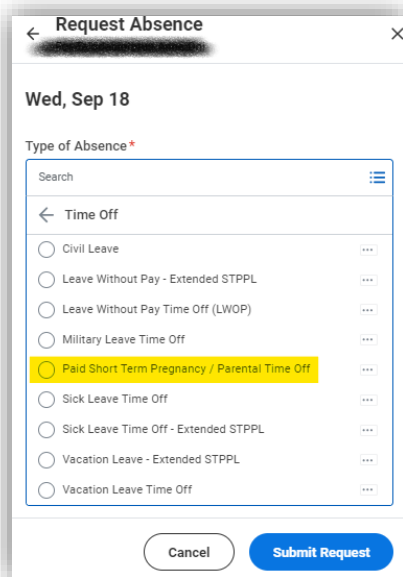 Request Absence
Wed, Sep 18
Type of Absence*
Search
Time Off
Civil Leave
Leave Without Pay - Extended STPPL
Leave Without Pay Time Off (LWOP)
Military Leave Time Off
Paid Short Term Pregnancy / Parental Time Off
Sick Leave Time Off
Sick Leave Time Off - Extended STPPL
Vacation Leave - Extended STPPL
Vacation Leave Time Off
Cancel Submit Request